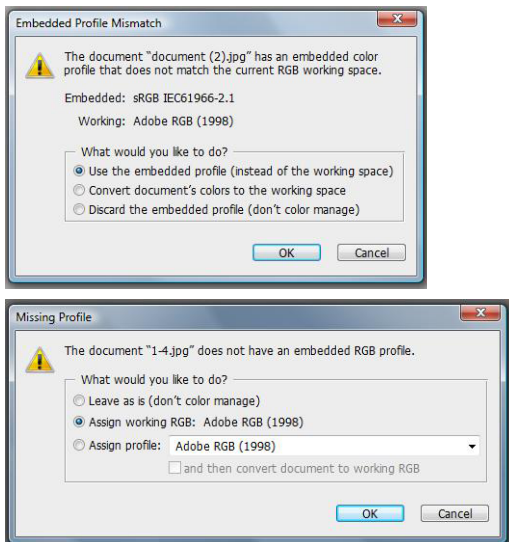 Embedded Profile Mismatch
The document "document (2).jpg" has an embedded color
profile that does not match the current RGB working space.
Embedded: sRGB IEC61966-2.1
Working: Adobe RGB (1998)
What would you like to do?
Use the embedded profile (instead of the working space)
Convert document's colors to the working space
Discard the embedded profile (don't color manage)
OK
Cancel
Missing Profile
The document "1-4.jpg" does not have an embedded RGB profile.
What would you like to do?
Leave as is (don't color manage)
Assign working RGB: Adobe RGB (1998)
Assign profile: Adobe RGB (1998)
and then convert document to working RGB
OK
Cancel